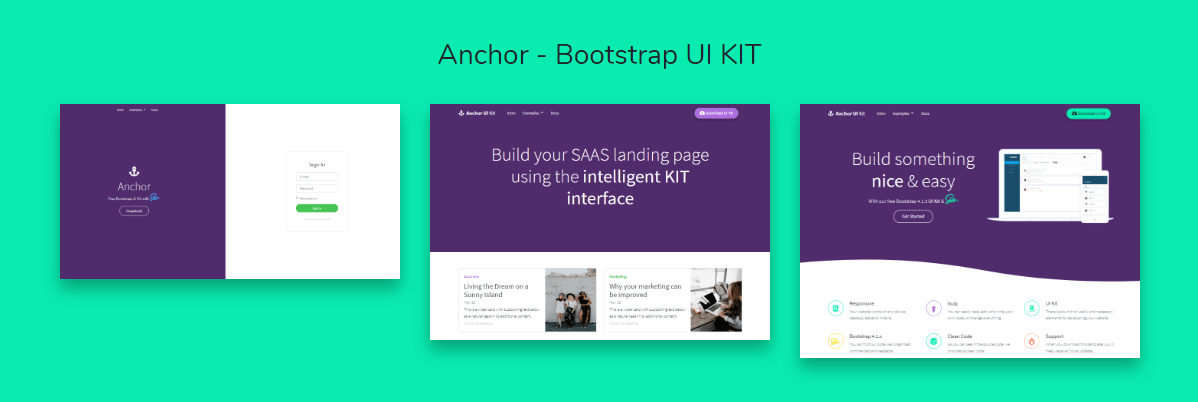 Anchor - Bootstrap UI KIT
Intro Examples Docs
Anchor
Free Bootstrap UI Kit with
Download
Sign In
Email
Password
Sign In
Anchor UI Kit Intro Examples Docs Download UI Kit
Build your SAAS landing page
using the intelligent KIT
interface
Business
Living the Dream on a
Sunny Island
Nov 12
This is a wider card with supporting text below
as a natural lead-in to additional content.
Continue reading
Marketing
Why your marketing can
be improved
Nov 11
This is a wider card with supporting text below
as a natural lead-in to additional content.
Continue reading
Anchor UI Kit Intro Examples Docs Download UI Kit
Build something
nice & easy
With our free Bootstrap 4.1.3 UI Kit & Sass
Get Started
Responsive
Your website works on any device:
desktop, tablet or mobile.
Gulp
You can easily read, edit, and write your
own code, or change everything.
UI Kit
There is a bunch of useful and necessary
elements for developing your website.
Bootstrap 4.1.x
You can find our code well organized,
commented and readable.
Clean Code
As you can see in the source code, we
provided a clean code.
Support
When you download this template, you'll
freely receive future updates.